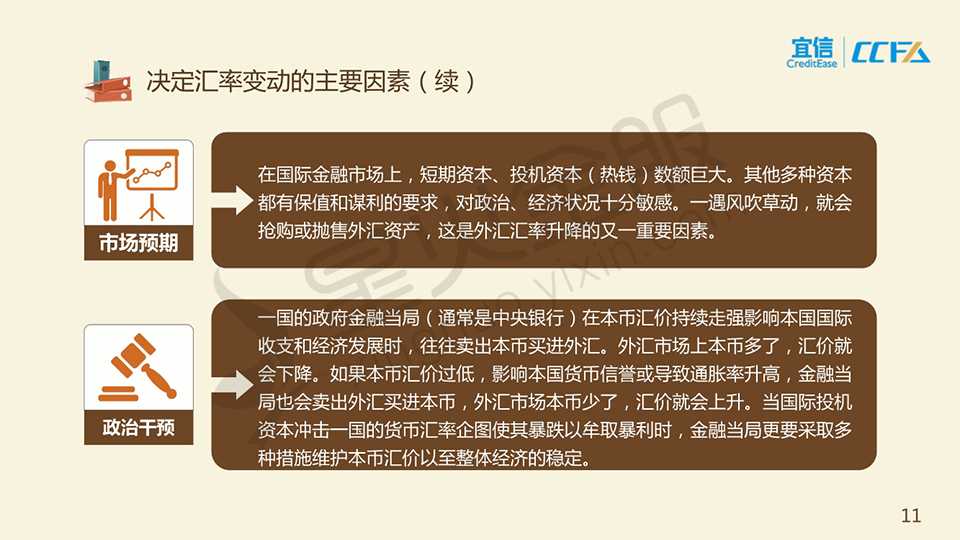 宜信
CreditEase
CCFA
决定汇率变动的主要因素（续）
市场预期
在国际金融市场上，短期资本、投机资本（热钱）数额巨大。其他多种资本
都有保值和谋利的要求，对政治、经济状况十分敏感。一遇风吹草动，就会
抢购或抛售外汇资产，这是外汇汇率升降的又一重要因素。
政治干预
一国的政府金融当局（通常是中央银行）在本币汇价持续走强影响本国国际
收支和经济发展时，往往卖出本币买进外汇。外汇市场上本币多了，汇价就
会下降。如果本币汇价过低，影响本国货币信誉或导致通胀率升高，金融当
局也会卖出外汇买进本币，外汇市场本币少了，汇价就会上升。当国际投机
资本冲击一国的货币汇率企图使其暴跌以牟取暴利时，金融当局更要采取多
种措施维护本币汇价以至整体经济的稳定。
11